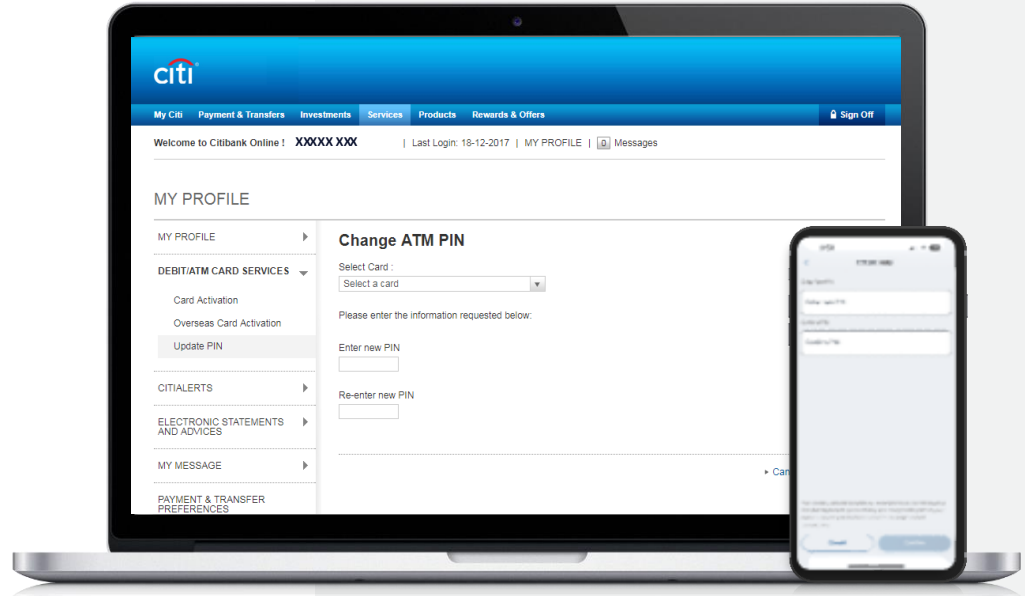 citi
My Citi Payment & Transfers Investments Services Products Rewards & Offers Sign Off
Welcome to Citibank Online ! XXXXX XXX | Last Login: 18-12-2017 | MY PROFILE | 0 Messages
MY PROFILE
MY PROFILE
DEBIT/ATM CARD SERVICES
Card Activation
Overseas Card Activation
Update PIN
CITIALERTS
ELECTRONIC STATEMENTS
AND ADVICES
MY MESSAGE
PAYMENT & TRANSFER
PREFERENCES
Change ATM PIN
Select Card :
Select a card
Please enter the information requested below:
Enter new PIN
Re-enter new PIN
Can